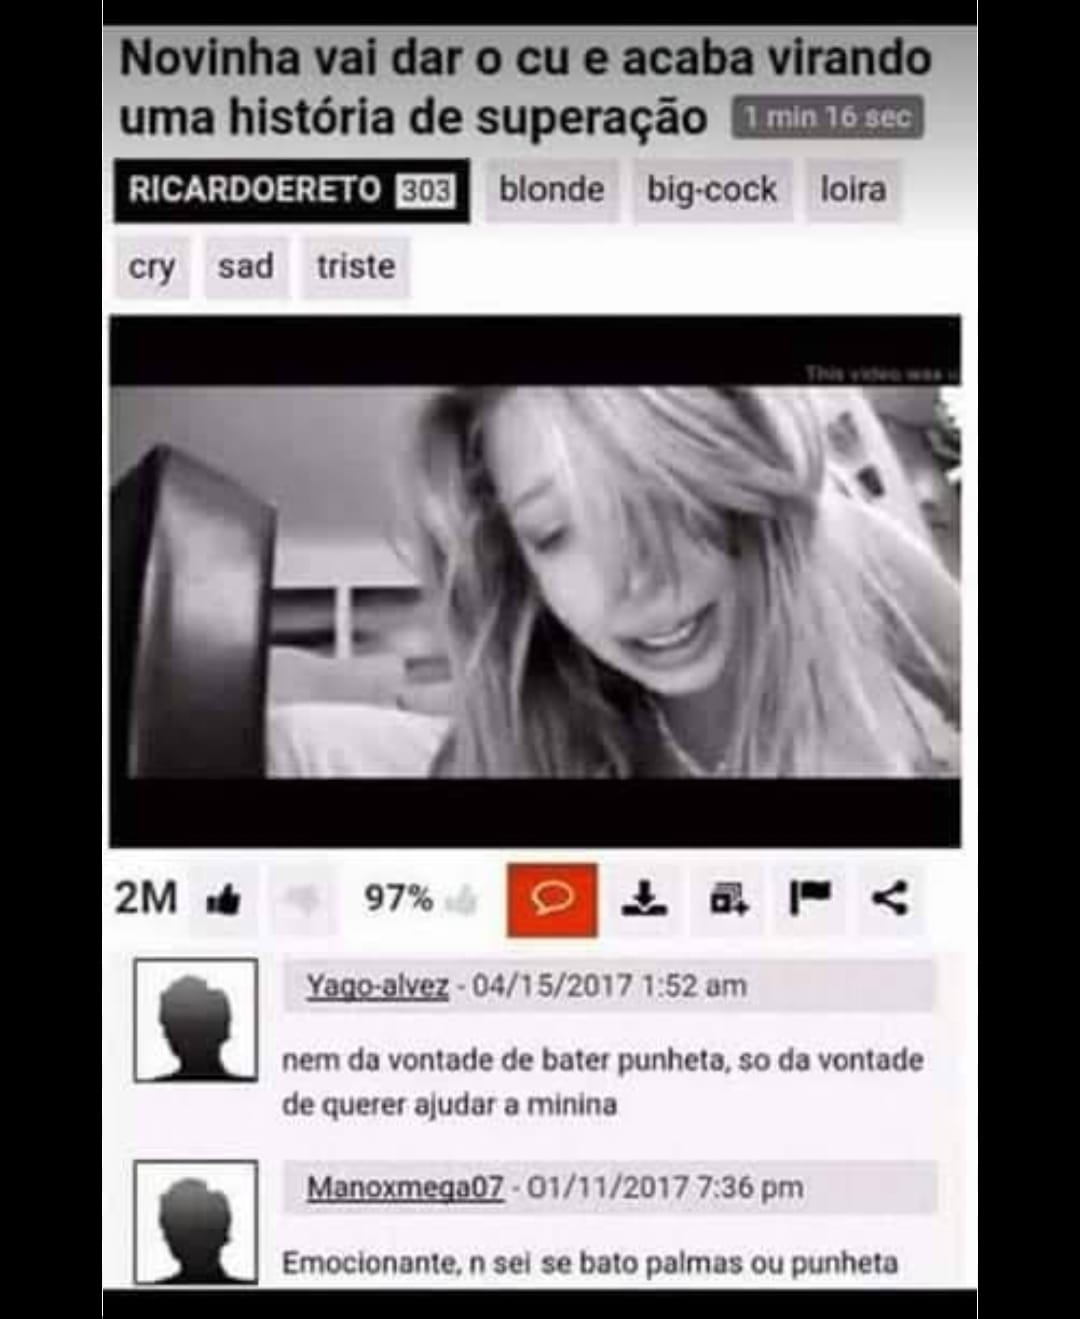 Novinha vai dar o cu e acaba virando
uma história de superação 1 min 16 sec
RICARDOERETO 303 blonde big-cock loira
cry sad triste
This video was
2M 97%
Yago-alvez - 04/15/2017 1:52 am
nem da vontade de bater punheta, so da vontade
de querer ajudar a minina
Manoxmega07 - 01/11/2017 7:36 pm
Emocionante, n sei se bato palmas ou punheta